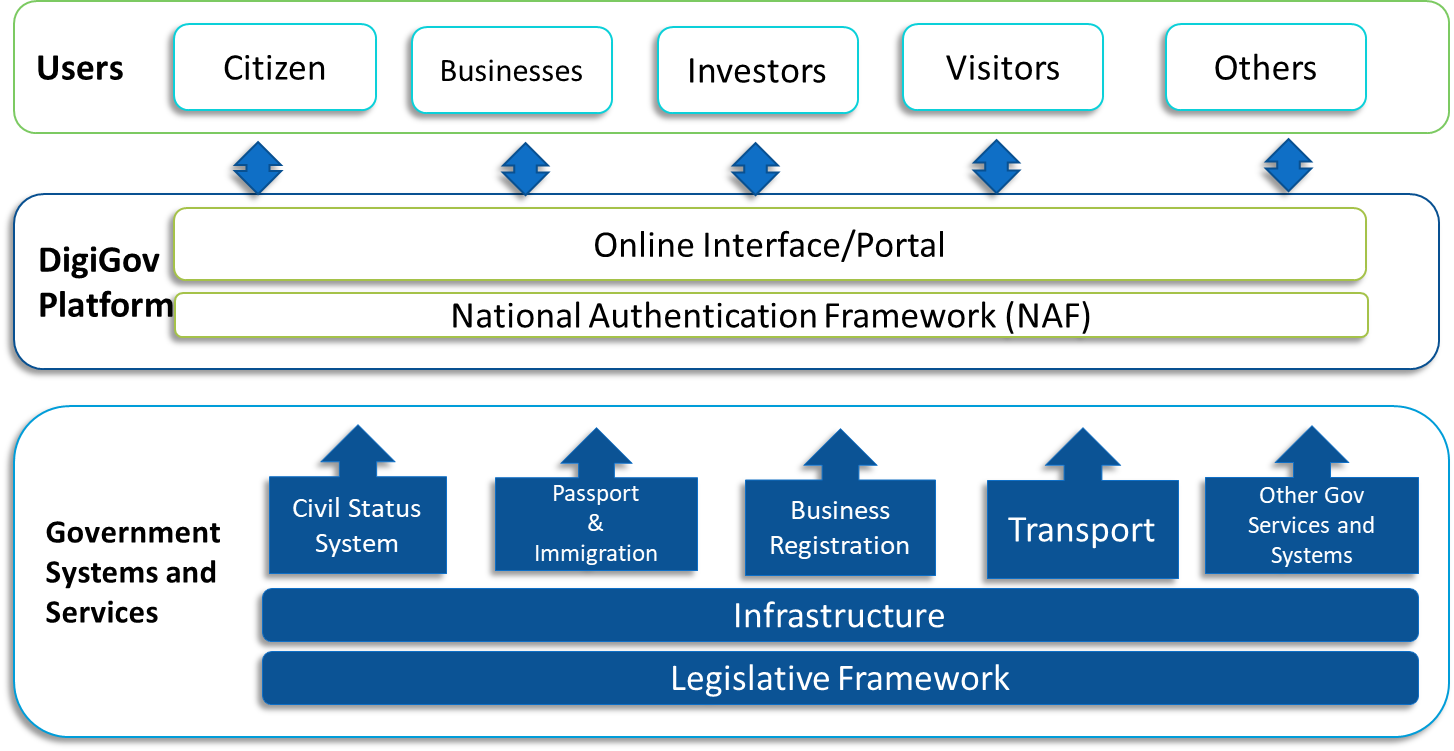 Users
Citizen
Businesses
Investors
Visitors
Others
DigiGov
Platform
Online Interface/Portal
National Authentication Framework (NAF)
Government
Systems and
Services
Civil Status
System
Passport
&
Immigration
Business
Registration
Transport
Other Gov
Services and
Systems
Infrastructure
Legislative Framework